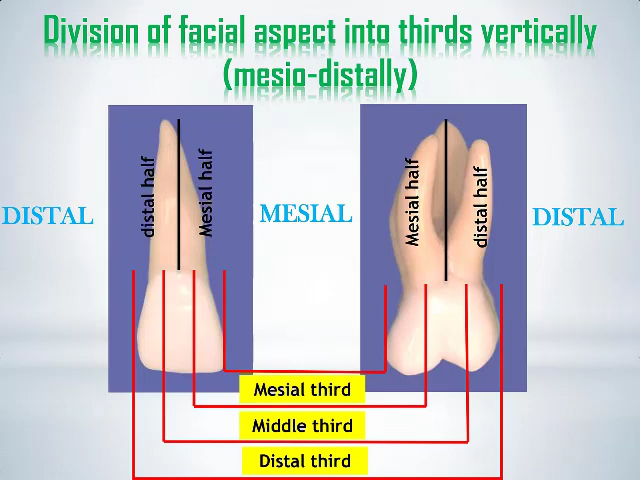 Division of facial aspect into thirds vertically
(mesio-distally)
distal half
Mesial half
Mesial half
distal half
DISTAL
MESIAL
DISTAL
Mesial third
Middle third
Distal third